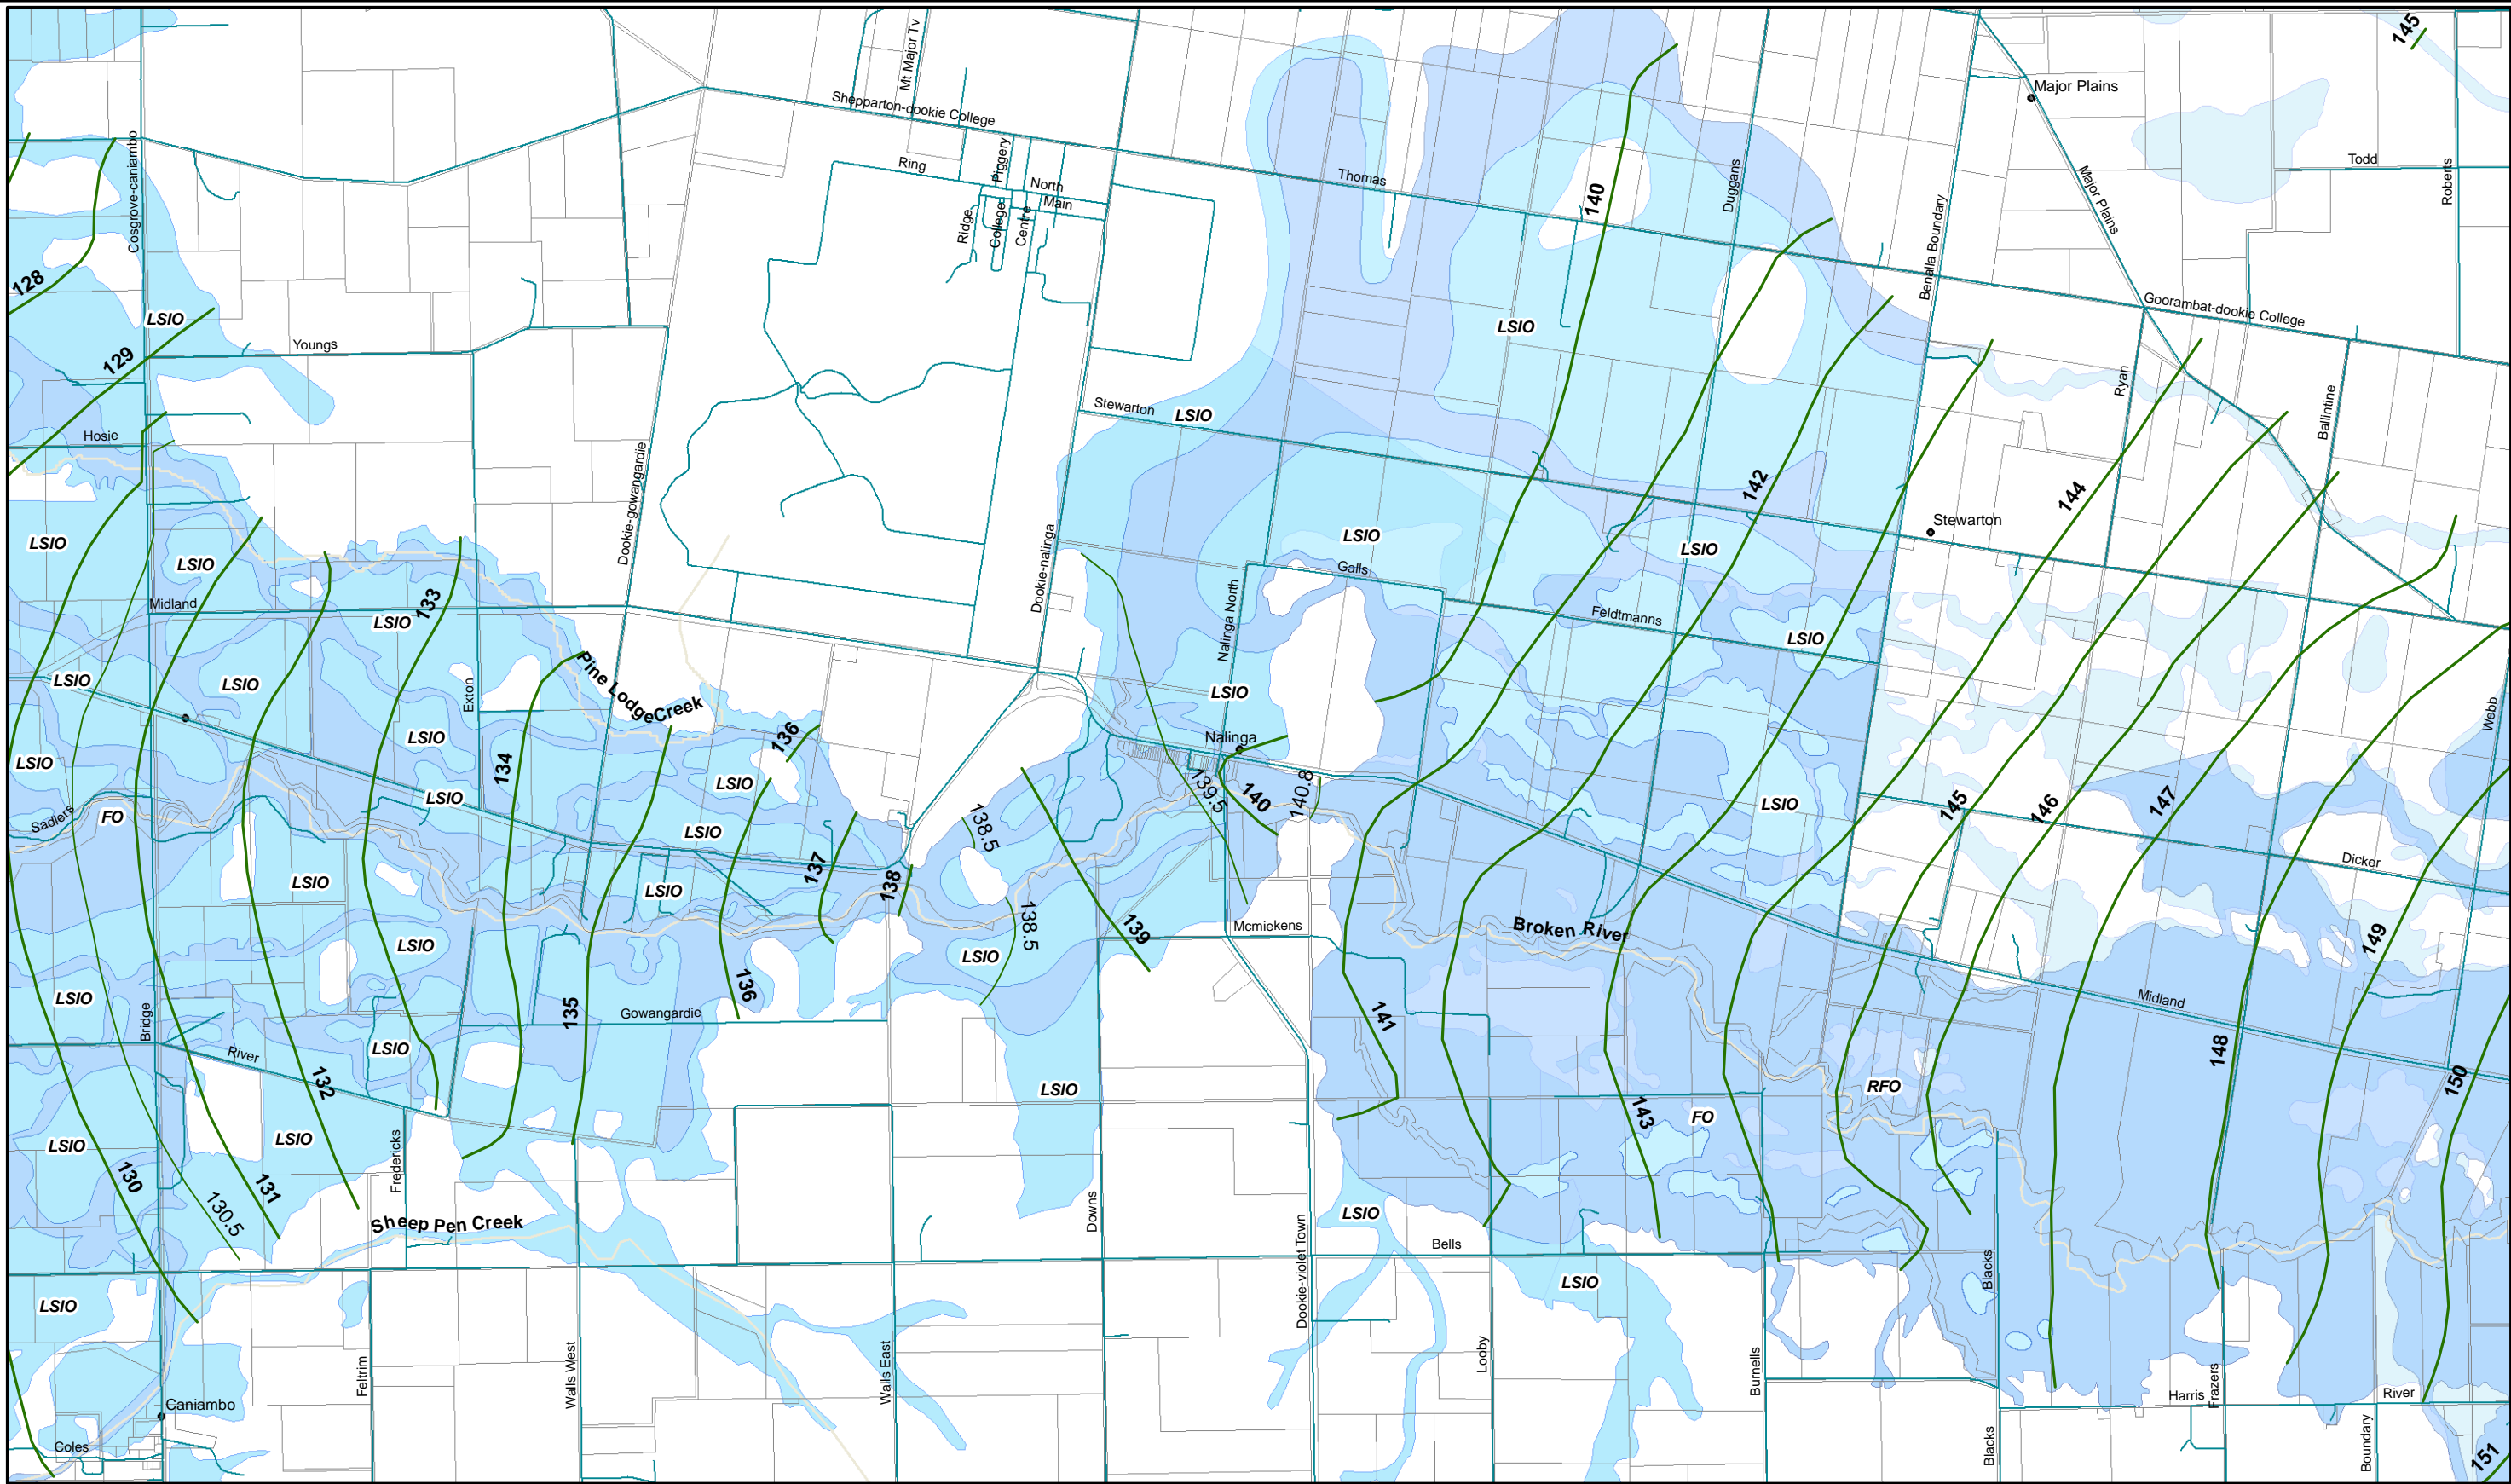 145
Mt Major Tv
Major Plains
Shepparton-dookie College
Cosgrove-caniambo
Ring
Piggery
North
Main
Ridge
College
Centre
Thomas
140
Duggans
Benalla Boundary
Major Plains
Todd
Roberts
128
LSIO
Youngs
129
Goorambat-dookie College
LSIO
Ryan
Ballintine
Stewarton
LSIO
Hosie
Dookie-gowangardie
142
144
Stewarton
LSIO
LSIO
LSIO
LSIO
Galls
Dookie-nalinga
Midland
LSIO
133
Nalinga North
Feldtmanns
LSIO
LSIO
LSIO
Exton
Pine Lodge Creek
LSIO
Webb
LSIO
LSIO
134
136
LSIO
Nalinga
139.5
140
140.8
LSIO
LSIO
145
146
147
Sadlers
FO
LSIO
138.5
137
138
LSIO
LSIO
Dicker
138.5
139
Mcmiekens
Broken River
LSIO
LSIO
149
LSIO
136
135
Gowangardie
141
Midland
Bridge
River
LSIO
132
LSIO
148
150
RFO
143
FO
LSIO
LSIO
Fredericks
130
131
130.5
Sheep Pen Creek
Downs
Dookie-violet Town
LSIO
Bells
LSIO
Blacks
LSIO
Feltrim
Walls West
Walls East
Looby
Burnells
Frazers
Harris
River
Caniambo
Coles
Blacks
Boundary
151